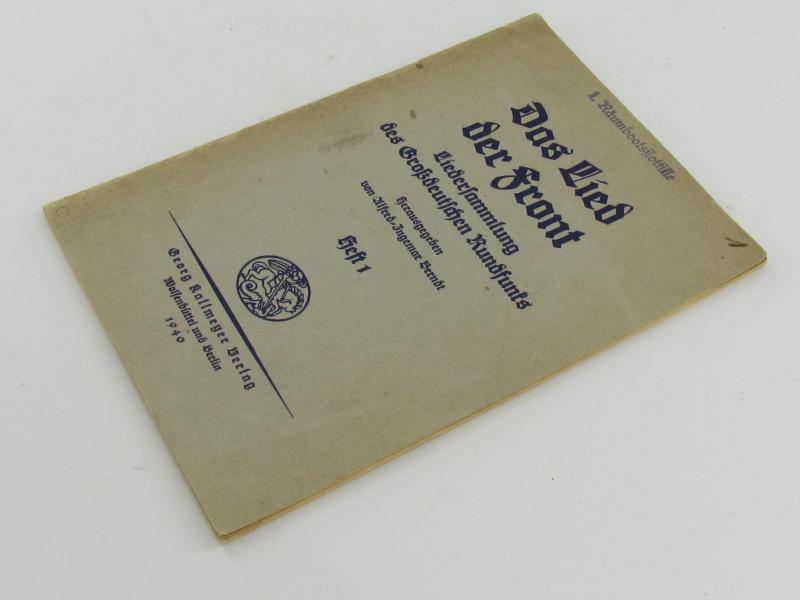 1. Räumbootsflottille
Das Lied
der Front
Liedersammlung
des Großdeutschen Rundfunks
Herausgegeben
von Alfred-Ingemar Berndt
Heft 1
Georg Kallmeyer Verlag
Wolfenbüttel und Berlin
1940